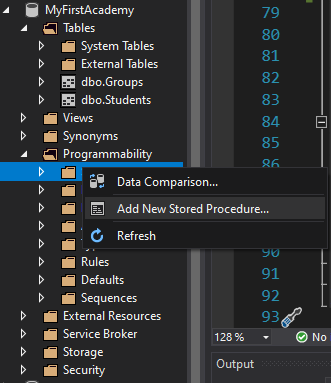 MyFirstAcademy
79
Tables
80
System Tables
81
External Tables
82
dbo.Groups
83
dbo.Students
84
Views
85
Synonyms
86
Programmability
Data Comparison...
Add New Stored Procedure...
Refresh
90
Rules
91
Defaults
92
Sequences
93
External Resources
Service Broker
128 %
No
Storage
Output
Security